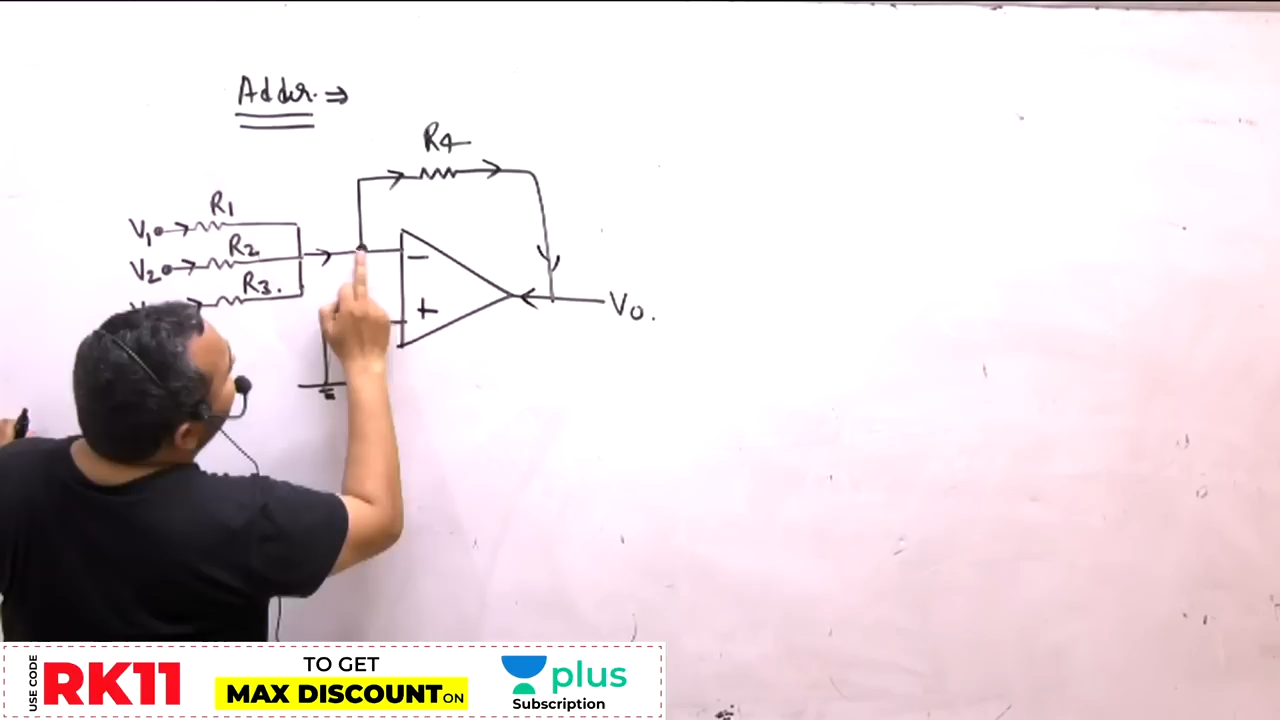 Adder. ⇒
R4
R1
V1
R2
V2
R3.
−
+
V0.
USE CODE
RK11
TO GET
MAX DISCOUNT ON
plus
Subscription